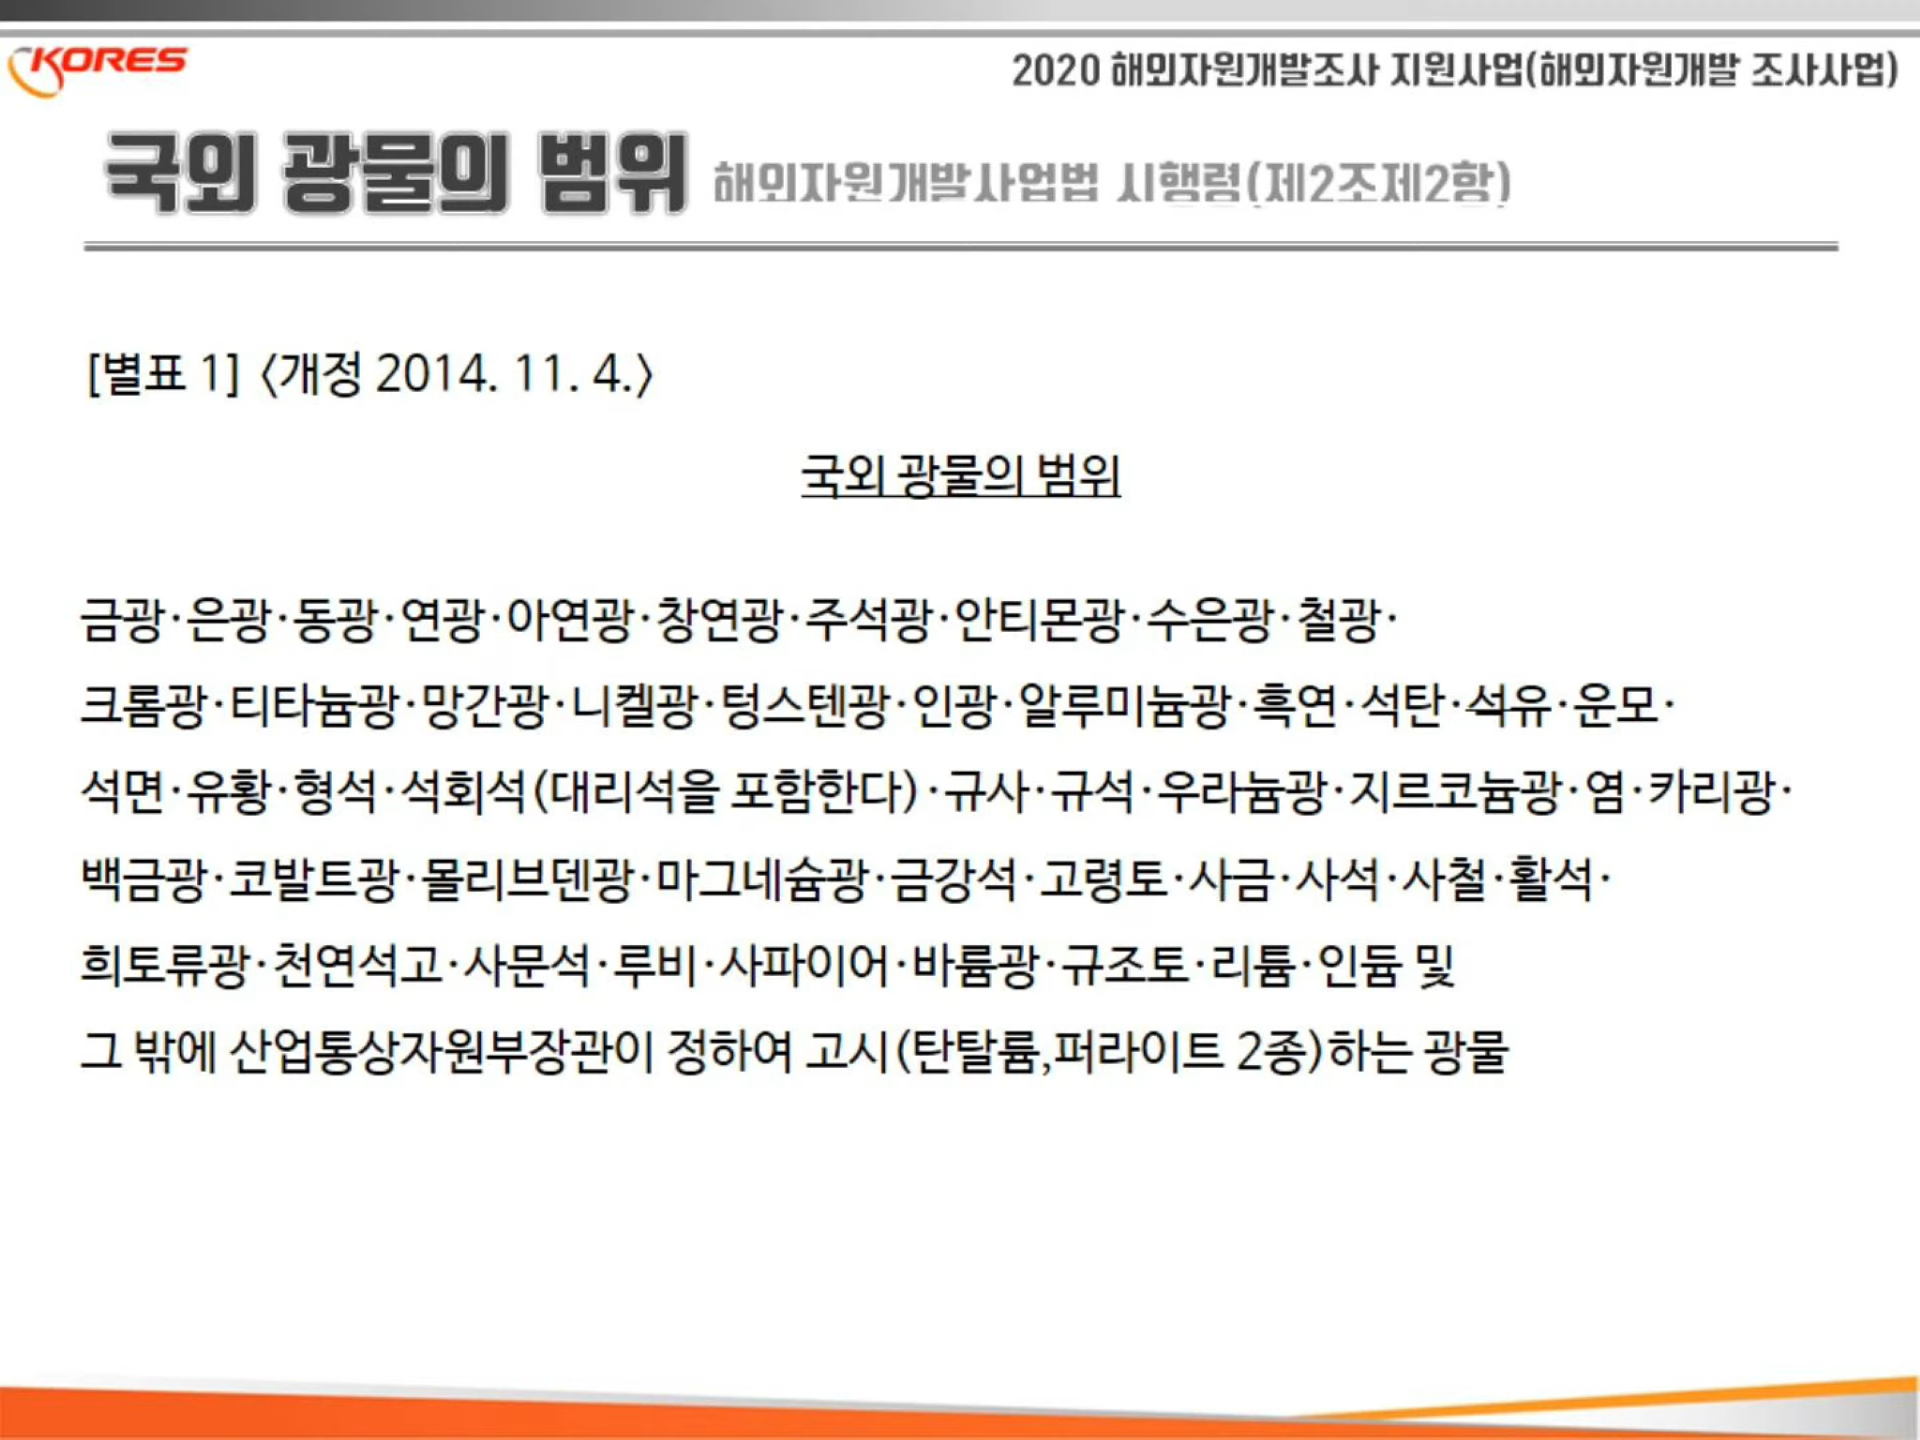 KORES
2020 해외자원개발조사 지원사업(해외자원개발 조사사업)
국외 광물의 범위 해외자원개발사업법 시행령(제2조제2항)
[별표 1] <개정 2014. 11. 4.>
국외 광물의 범위
금광·은광·동광·연광·아연광·창연광·주석광·안티몬광·수은광·철광·
크롬광·티타늄광·망간광·니켈광·텅스텐광·인광·알루미늄광·흑연·석탄·석유·운모·
석면·유황·형석·석회석(대리석을 포함한다)·규사·규석·우라늄광·지르코늄광·염·카리광·
백금광·코발트광·몰리브덴광·마그네슘광·금강석·고령토·사금·사석·사철·활석·
희토류광·천연석고·사문석·루비·사파이어·바륨광·규조토·리튬·인듐 및
그 밖에 산업통상자원부장관이 정하여 고시(탄탈륨,퍼라이트 2종)하는 광물